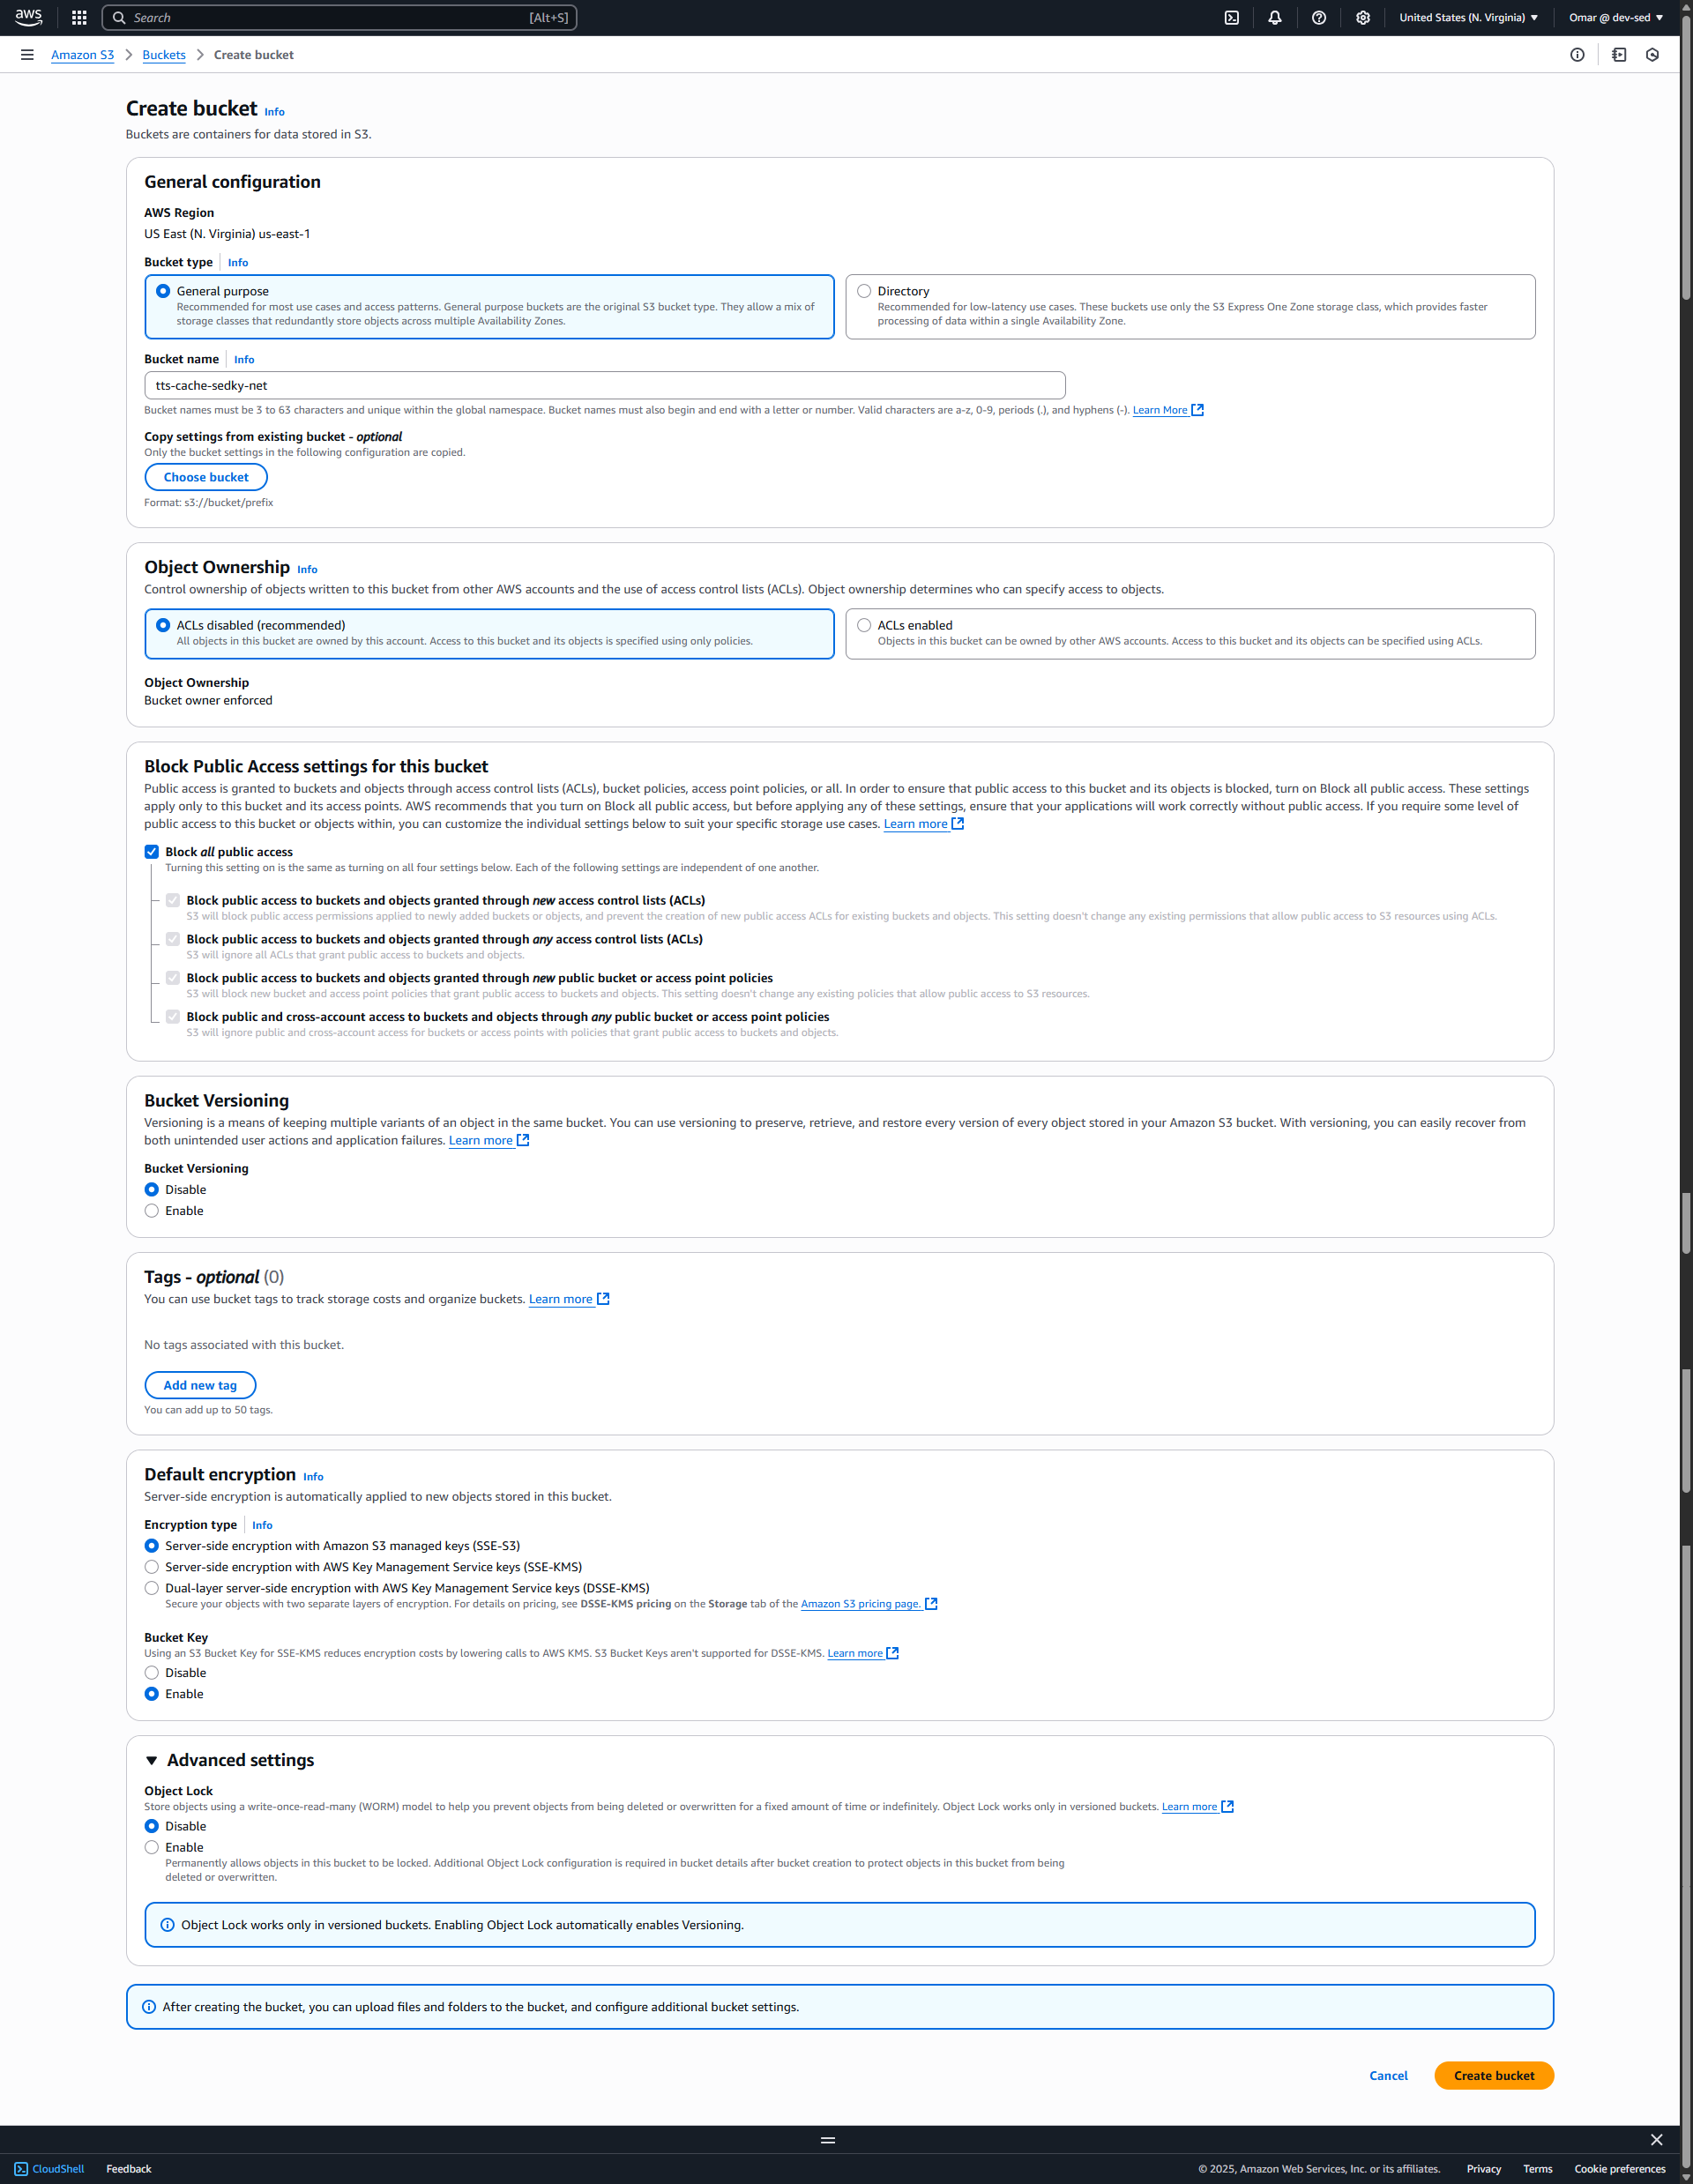 aws
Search [Alt+S]
United States (N. Virginia) Omar @ dev-sed
Amazon S3 Buckets Create bucket
Create bucket Info
Buckets are containers for data stored in S3.
General configuration
AWS Region
US East (N. Virginia) us-east-1
Bucket type Info
General purpose
Recommended for most use cases and access patterns. General purpose buckets are the original S3 bucket type. They allow a mix of
storage classes that redundantly store objects across multiple Availability Zones.
Directory
Recommended for low-latency use cases. These buckets use only the S3 Express One Zone storage class, which provides faster
processing of data within a single Availability Zone.
Bucket name Info
tts-cache-sedky-net
Bucket names must be 3 to 63 characters and unique within the global namespace. Bucket names must also begin and end with a letter or number. Valid characters are a-z, 0-9, periods (.), and hyphens (-). Learn More
Copy settings from existing bucket - optional
Only the bucket settings in the following configuration are copied.
Choose bucket
Format: s3://bucket/prefix
Object Ownership Info
Control ownership of objects written to this bucket from other AWS accounts and the use of access control lists (ACLs). Object ownership determines who can specify access to objects.
ACLs disabled (recommended)
All objects in this bucket are owned by this account. Access to this bucket and its objects is specified using only policies.
ACLs enabled
Objects in this bucket can be owned by other AWS accounts. Access to this bucket and its objects can be specified using ACLs.
Object Ownership
Bucket owner enforced
Block Public Access settings for this bucket
Public access is granted to buckets and objects through access control lists (ACLs), bucket policies, access point policies, or all. In order to ensure that public access to this bucket and its objects is blocked, turn on Block all public access. These settings
apply only to this bucket and its access points. AWS recommends that you turn on Block all public access, but before applying any of these settings, ensure that your applications will work correctly without public access. If you require some level of
public access to this bucket or objects within, you can customize the individual settings below to suit your specific storage use cases. Learn more
Block all public access
Turning this setting on is the same as turning on all four settings below. Each of the following settings are independent of one another.
Block public access to buckets and objects granted through new access control lists (ACLs)
S3 will block public access permissions applied to newly added buckets or objects, and prevent the creation of new public access ACLs for existing buckets and objects. This setting doesn't change any existing permissions that allow public access to S3 resources using ACLs.
Block public access to buckets and objects granted through any access control lists (ACLs)
S3 will ignore all ACLs that grant public access to buckets and objects.
Block public access to buckets and objects granted through new public bucket or access point policies
S3 will block new bucket and access point policies that grant public access to buckets and objects. This setting doesn't change any existing policies that allow public access to S3 resources.
Block public and cross-account access to buckets and objects through any public bucket or access point policies
S3 will ignore public and cross-account access for buckets or access points with policies that grant public access to buckets and objects.
Bucket Versioning
Versioning is a means of keeping multiple variants of an object in the same bucket. You can use versioning to preserve, retrieve, and restore every version of every object stored in your Amazon S3 bucket. With versioning, you can easily recover from
both unintended user actions and application failures. Learn more
Bucket Versioning
Disable
Enable
Tags - optional (0)
You can use bucket tags to track storage costs and organize buckets. Learn more
No tags associated with this bucket.
Add new tag
You can add up to 50 tags.
Default encryption Info
Server-side encryption is automatically applied to new objects stored in this bucket.
Encryption type Info
Server-side encryption with Amazon S3 managed keys (SSE-S3)
Server-side encryption with AWS Key Management Service keys (SSE-KMS)
Dual-layer server-side encryption with AWS Key Management Service keys (DSSE-KMS)
Secure your objects with two separate layers of encryption. For details on pricing, see DSSE-KMS pricing on the Storage tab of the Amazon S3 pricing page.
Bucket Key
Using an S3 Bucket Key for SSE-KMS reduces encryption costs by lowering calls to AWS KMS. S3 Bucket Keys aren't supported for DSSE-KMS. Learn more
Disable
Enable
Advanced settings
Object Lock
Store objects using a write-once-read-many (WORM) model to help you prevent objects from being deleted or overwritten for a fixed amount of time or indefinitely. Object Lock works only in versioned buckets. Learn more
Disable
Enable
Permanently allows objects in this bucket to be locked. Additional Object Lock configuration is required in bucket details after bucket creation to protect objects in this bucket from being
deleted or overwritten.
Object Lock works only in versioned buckets. Enabling Object Lock automatically enables Versioning.
After creating the bucket, you can upload files and folders to the bucket, and configure additional bucket settings.
Cancel Create bucket
CloudShell Feedback © 2025, Amazon Web Services, Inc. or its affiliates. Privacy Terms Cookie preferences